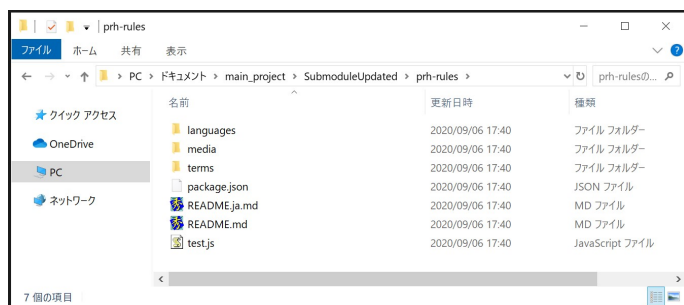 prh-rules
ファイル ホーム 共有 表示
PC > ドキュメント > main_project > SubmoduleUpdated > prh-rules > prh-rulesの...
名前 更新日時 種類
クイック アクセス
OneDrive
PC
ネットワーク
languages 2020/09/06 17:40 ファイル フォルダー
media 2020/09/06 17:40 ファイル フォルダー
terms 2020/09/06 17:40 ファイル フォルダー
package.json 2020/09/06 17:40 JSON ファイル
README.ja.md 2020/09/06 17:40 MD ファイル
README.md 2020/09/06 17:40 MD ファイル
test.js 2020/09/06 17:40 JavaScript ファイル
7 個の項目